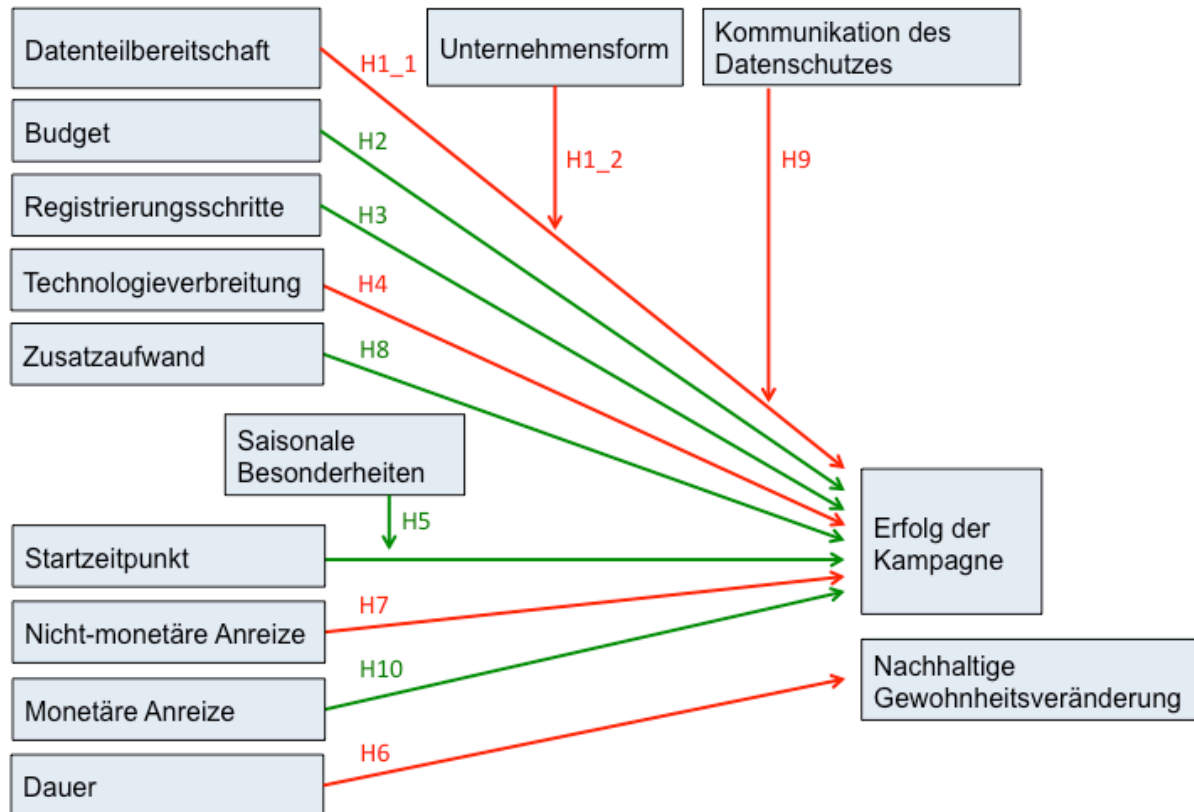 Datenteilbereitschaft
Unternehmensform
Kommunikation des
Datenschutzes
H1_1
Budget
H2
H1_2
H9
Registrierungsschritte
H3
Technologieverbreitung
H4
Zusatzaufwand
H8
Saisonale
Besonderheiten
H5
Startzeitpunkt
Erfolg der
Kampagne
Nicht-monetäre Anreize
H7
Monetäre Anreize
H10
Nachhaltige
Gewohnheitsveränderung
Dauer
H6